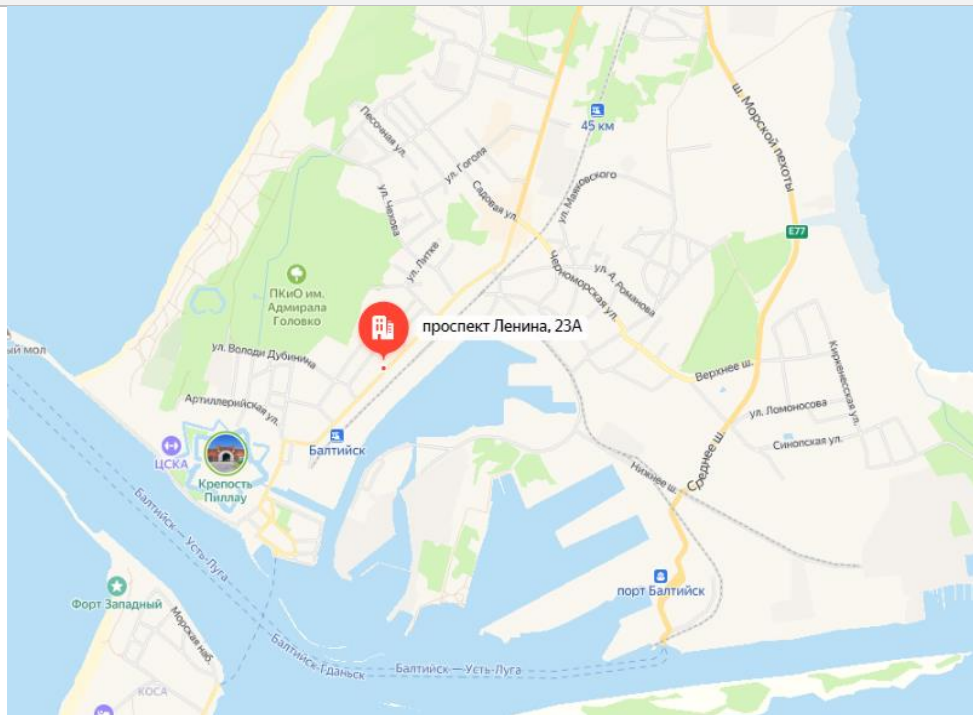 45 км
ш. Морской пехоты
Песочная ул.
ул. Гоголя
ул. Маяковского
Садовая ул.
ул. Чехова
E77
ул. Литке
Черноморская ул.
ул. А. Романова
ПКиО им.
Адмирала
Головко
проспект Ленина, 23А
ный мол
ул. Володи Дубинина
Киркенесская ул.
Верхнее ш.
Артиллерийская ул.
ул. Ломоносова
Балтийск
Синопская ул.
ЦСКА
Среднее ш.
Нижнее ш.
Крепость
Пиллау
Балтийск — Усть-Луга
порт Балтийск
Форт Западный
Морская наб.
Балтийск-Гданьск
Балтийск — Усть-Луга
КОСА